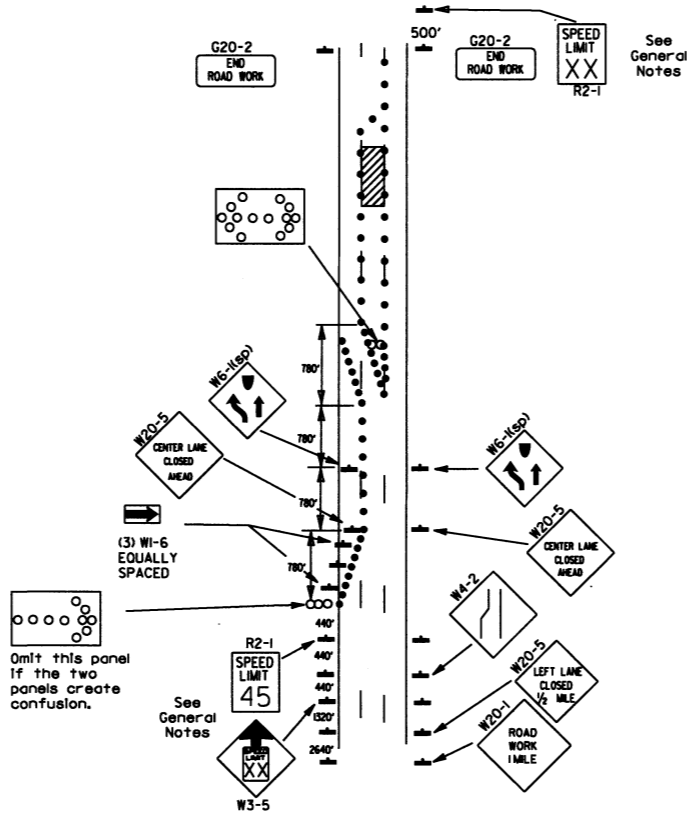 500'
G20-2
END
ROAD WORK
G20-2
END
ROAD WORK
SPEED
LIMIT
XX
R2-1
See
General
Notes
780'
W6-1(sp)
780'
W20-5
CENTER LANE
CLOSED
AHEAD
780'
W6-1(sp)
(3) W1-6
EQUALLY
SPACED
780'
W20-5
CENTER LANE
CLOSED
AHEAD
Omit this panel
if the two
panels create
confusion.
440'
R2-1
SPEED
LIMIT
45
440'
440'
1320'
2640'
W4-2
W20-5
LEFT LANE
CLOSED
1/2 MILE
See
General
Notes
SPEED
LIMIT
XX
W3-5
W20-1
ROAD
WORK
1 MILE